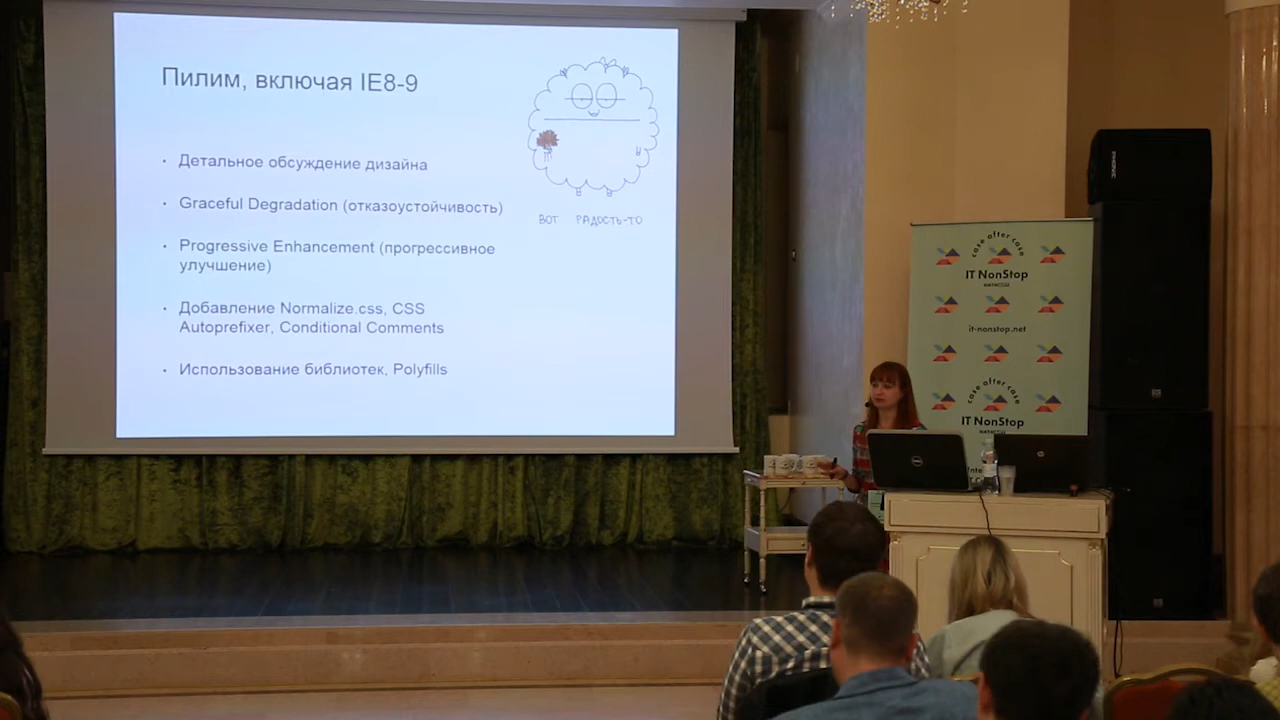 Пилим, включая IE8-9
• Детальное обсуждение дизайна
• Graceful Degradation (отказоустойчивость)
• Progressive Enhancement (прогрессивное
улучшение)
• Добавление Normalize.css, CSS
Autoprefixer, Conditional Comments
• Использование библиотек, Polyfills
ВОТ РАДОСТЬ-ТО
case after case
IT NonStop
it-nonstop.net
case after case
IT NonStop
DELL
hp